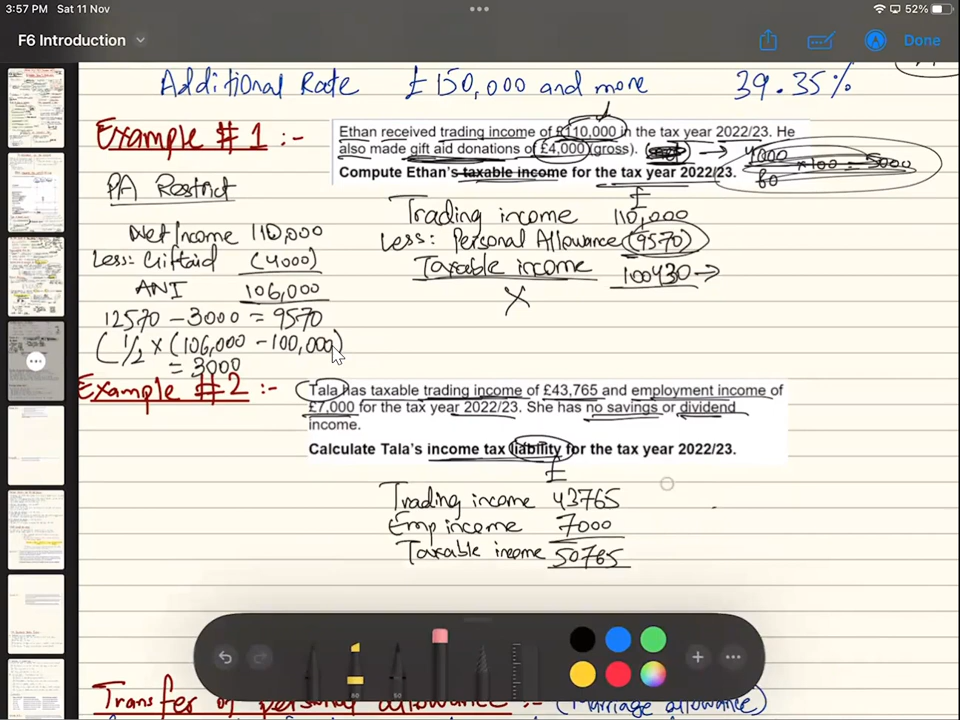 3:57 PM Sat 11 Nov
52%
F6 Introduction
Done
Additional Rate £150,000 and more 39.35%
Example #1 :-
Ethan received trading income of £110,000 in the tax year 2022/23. He
also made gift aid donations of £4,000 (gross).
Compute Ethan's taxable income for the tax year 2022/23.
4000
80
×100 = 5000
PA Restrict
£
Trading income 110,000
Less: Personal Allowance (9570)
Taxable income 100430
Net Income 110,000
Less: Giftaid (4000)
ANI 106,000
12570 - 3000 = 9570
(1/2 × (106,000 - 100,000)
= 3000
Example #2 :-
Tala has taxable trading income of £43,765 and employment income of
£7,000 for the tax year 2022/23. She has no savings or dividend
income.
Calculate Tala's income tax liability for the tax year 2022/23.
£
Trading income 43765
Emp income 7000
Taxable income 50765
Transfer of personal allowance :- (Marriage allowance)